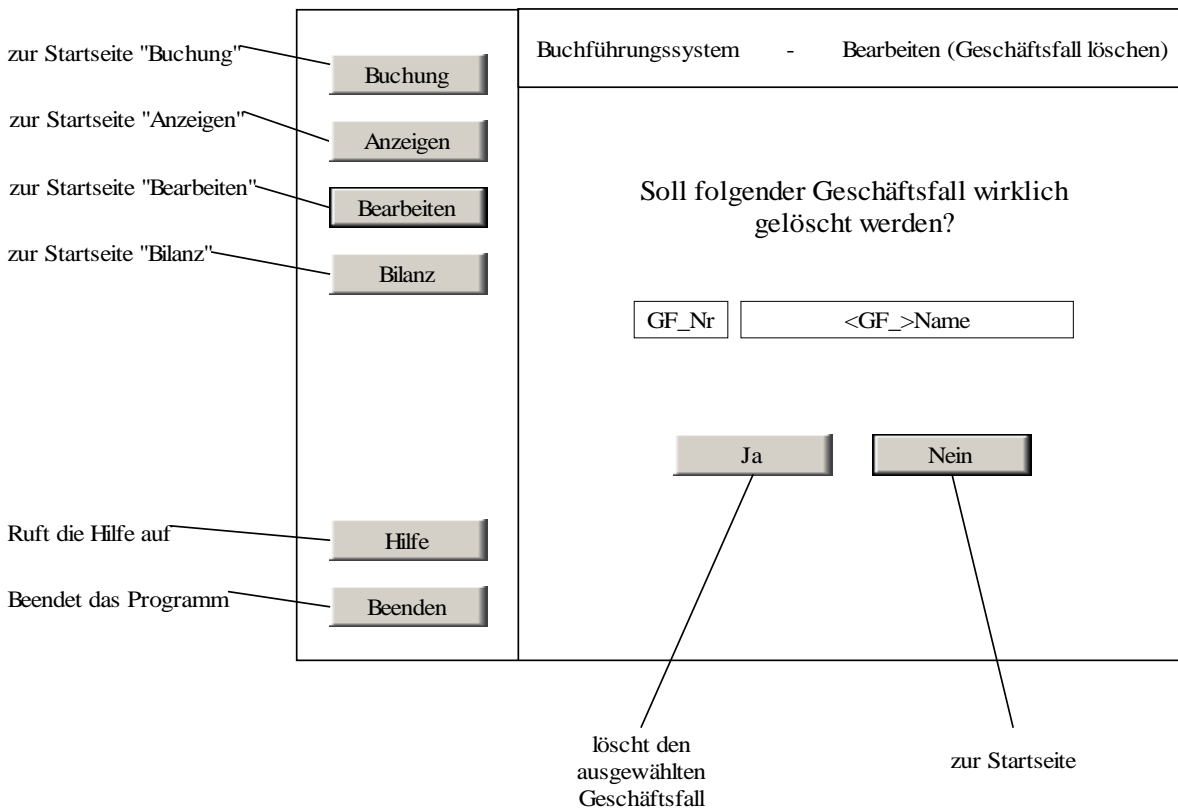 zur Startseite "Buchung"
zur Startseite "Anzeigen"
zur Startseite "Bearbeiten"
zur Startseite "Bilanz"
Ruft die Hilfe auf
Beendet das Programm
Buchung
Anzeigen
Bearbeiten
Bilanz
Hilfe
Beenden
Buchführungssystem - Bearbeiten (Geschäftsfall löschen)
Soll folgender Geschäftsfall wirklich
gelöscht werden?
GF_Nr <GF_>Name
Ja Nein
löscht den
ausgewählten
Geschäftsfall
zur Startseite